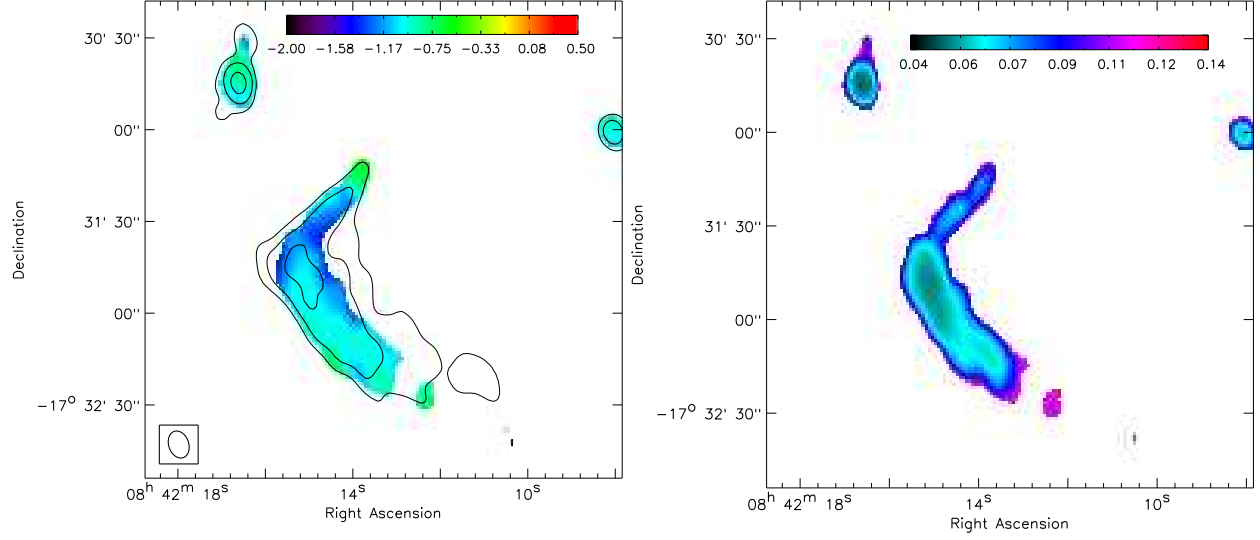 −2.00 −1.58 −1.117 −0.75 −0.33 0.08 0.50
30' 30''
00''
31' 30''
00''
−17° 32' 30''
Declination
08ʰ 42ᵐ 18ˢ 14ˢ 10ˢ
Right Ascension
0.04 0.06 0.07 0.09 0.11 0.12 0.14
30' 30''
00''
31' 30''
00''
−17° 32' 30''
Declination
08ʰ 42ᵐ 18ˢ 14ˢ 10ˢ
Right Ascension